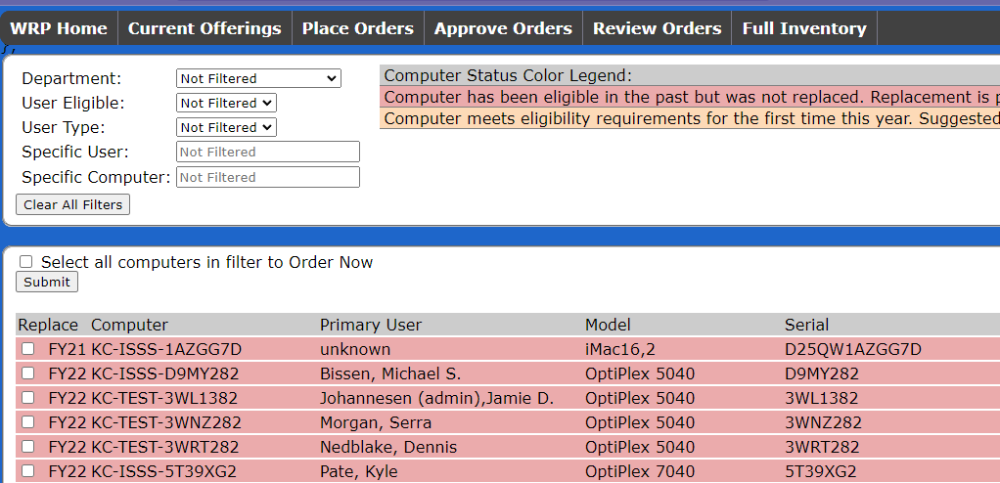 WRP Home Current Offerings Place Orders Approve Orders Review Orders Full Inventory
Department: Not Filtered
User Eligible: Not Filtered
User Type: Not Filtered
Specific User: Not Filtered
Specific Computer: Not Filtered
Clear All Filters
Computer Status Color Legend:
Computer has been eligible in the past but was not replaced. Replacement is
Computer meets eligibility requirements for the first time this year. Suggested
Select all computers in filter to Order Now
Submit
Replace Computer Primary User Model Serial
FY21 KC-ISSS-1AZGG7D unknown iMac16,2 D25QW1AZGG7D
FY22 KC-ISSS-D9MY282 Bissen, Michael S. OptiPlex 5040 D9MY282
FY22 KC-TEST-3WL1382 Johannesen (admin),Jamie D. OptiPlex 5040 3WL1382
FY22 KC-TEST-3WNZ282 Morgan, Serra OptiPlex 5040 3WNZ282
FY22 KC-TEST-3WRT282 Nedblake, Dennis OptiPlex 5040 3WRT282
FY22 KC-ISSS-5T39XG2 Pate, Kyle OptiPlex 7040 5T39XG2